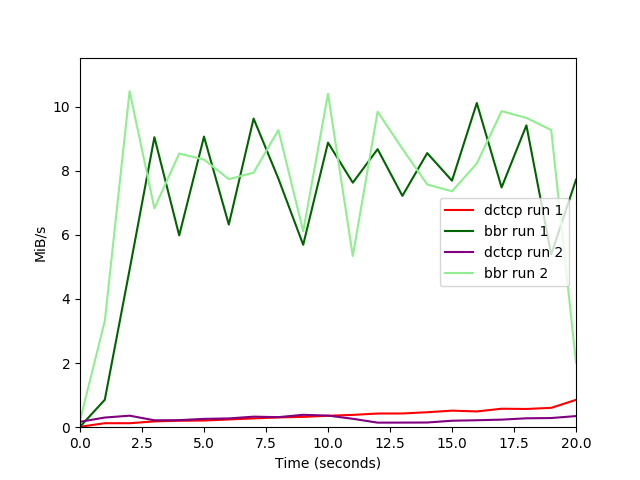 10
8
6
4
2
0
MiB/s
dctcp run 1
bbr run 1
dctcp run 2
bbr run 2
0.0 2.5 5.0 7.5 10.0 12.5 15.0 17.5 20.0
Time (seconds)